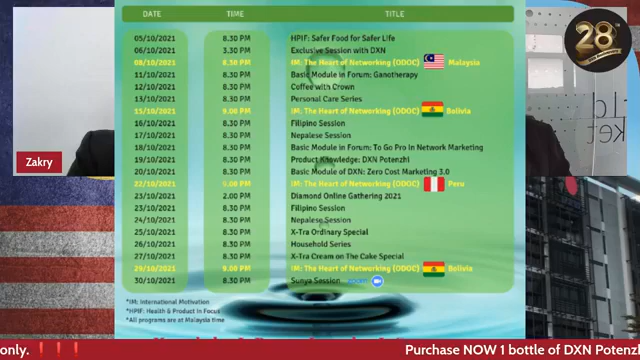 DATE TIME TITLE
05/10/2021 8.30 PM HPIF: Safer Food for Safer Life
06/10/2021 3.30 PM Exclusive Session with DXN
08/10/2021 8.30 PM IM: The Heart of Networking (ODOC) Malaysia
11/10/2021 8.30 PM Basic Module in Forum: Ganotherapy
12/10/2021 8.30 PM Coffee with Crown
13/10/2021 8.30 PM Personal Care Series
15/10/2021 9.00 PM IM: The Heart of Networking (ODOC) Bolivia
16/10/2021 8.30 PM Filipino Session
17/10/2021 8.30 PM Nepalese Session
18/10/2021 8.30 PM Basic Module in Forum: To Go Pro in Network Marketing
19/10/2021 8.30 PM Product Knowledge: DXN Potenzhi
20/10/2021 8.30 PM Basic Module of DXN: Zero Cost Marketing 3.0
22/10/2021 9.00 PM IM: The Heart of Networking (ODOC) Peru
23/10/2021 2.00 PM Diamond Online Gathering 2021
23/10/2021 8.30 PM Filipino Session
24/10/2021 8.30 PM Nepalese Session
25/10/2021 8.30 PM X-Tra Ordinary Special
26/10/2021 8.30 PM Household Series
27/10/2021 8.30 PM X-Tra Cream on The Cake Special
29/10/2021 9.00 PM IM: The Heart of Networking (ODOC) Bolivia
30/10/2021 8.30 PM Sunya Session zoom
*IM: International Motivation
*HPIF: Health & Product In Focus
*All programs are at Malaysia time
Zakry
28
only. ❗❗❗ Purchase NOW 1 bottle of DXN Potenzh